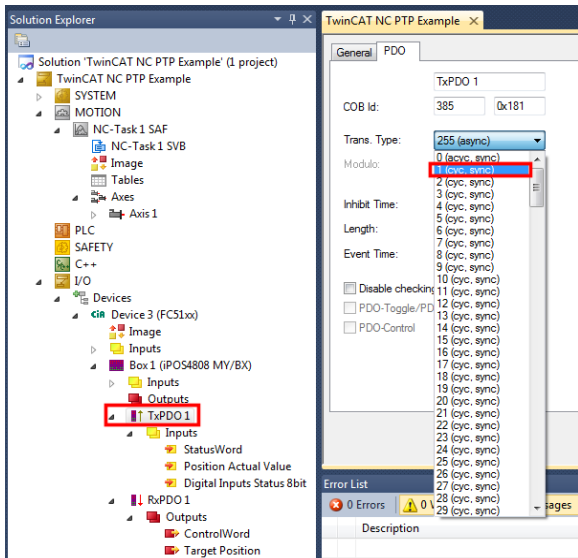 Solution Explorer
Solution 'TwinCAT NC PTP Example' (1 project)
TwinCAT NC PTP Example
SYSTEM
MOTION
NC-Task 1 SAF
NC-Task 1 SVB
Image
Tables
Axes
Axis 1
PLC
SAFETY
C++
I/O
Devices
CiA Device 3 (FC51xx)
Image
Inputs
Box 1 (iPOS4808 MY/BX)
Inputs
Outputs
TxPDO 1
Inputs
StatusWord
Position Actual Value
Digital Inputs Status 8bit
RxPDO 1
Outputs
ControlWord
Target Position
TwinCAT NC PTP Example
General PDO
TxPDO 1
COB Id: 385 0x181
Trans. Type: 255 (async)
Modulo:
Inhibit Time:
Length:
Event Time:
Disable checking
PDO-Toggle/PD
PDO-Control
0 (acyc, sync)
1 (cyc, sync)
2 (cyc, sync)
3 (cyc, sync)
4 (cyc, sync)
5 (cyc, sync)
6 (cyc, sync)
7 (cyc, sync)
8 (cyc, sync)
9 (cyc, sync)
10 (cyc, sync)
11 (cyc, sync)
12 (cyc, sync)
13 (cyc, sync)
14 (cyc, sync)
15 (cyc, sync)
16 (cyc, sync)
17 (cyc, sync)
18 (cyc, sync)
19 (cyc, sync)
20 (cyc, sync)
21 (cyc, sync)
22 (cyc, sync)
23 (cyc, sync)
24 (cyc, sync)
25 (cyc, sync)
26 (cyc, sync)
27 (cyc, sync)
28 (cyc, sync)
29 (cyc, sync)
Error List
0 Errors 0 sages
Description